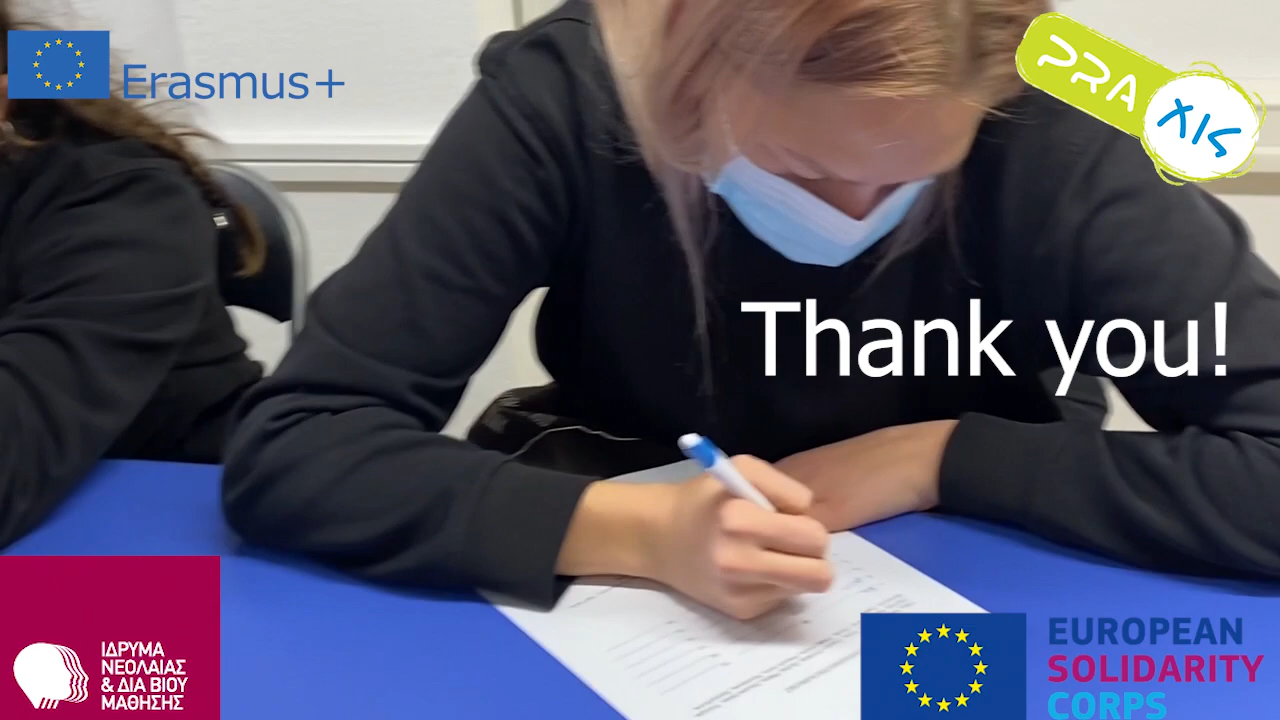 Erasmus+
PRA
XIS
Thank you!
ΙΔΡΥΜΑ
ΝΕΟΛΑΙΑΣ
& ΔΙΑ ΒΙΟΥ
ΜΑΘΗΣΗΣ
EUROPEAN
SOLIDARITY
CORPS